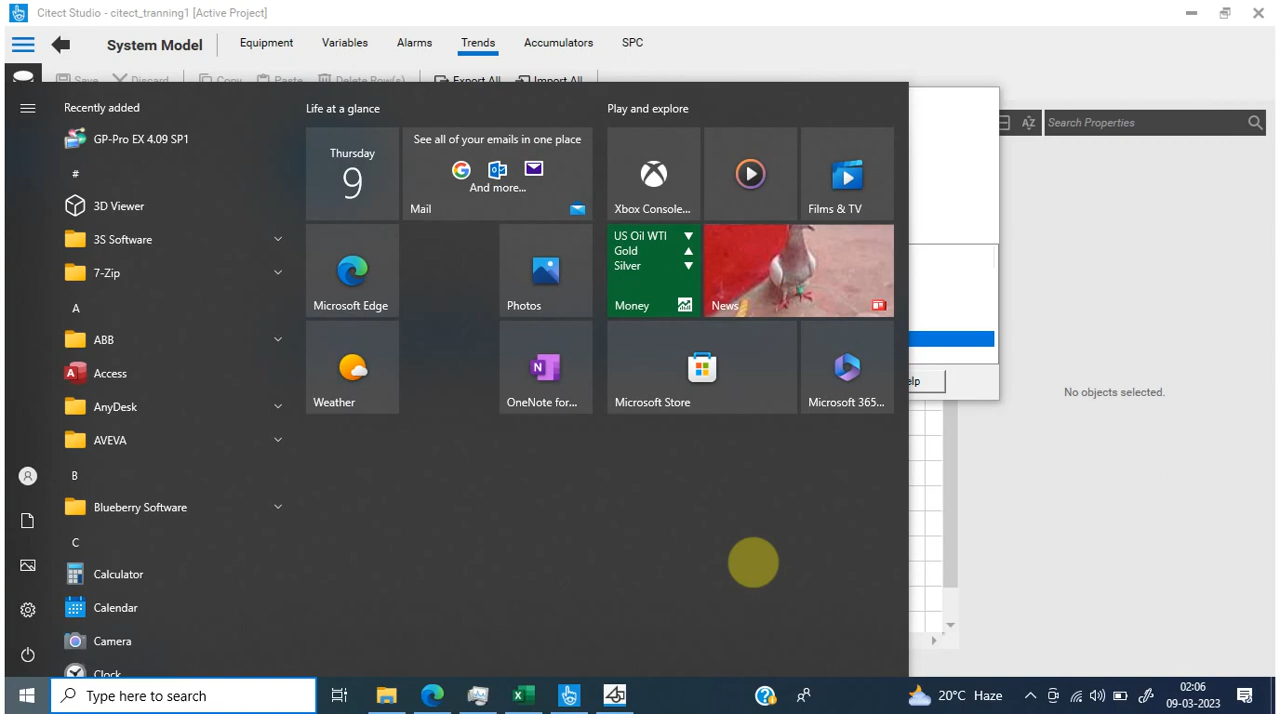 Citect Studio - citect_tranning1 [Active Project]
System Model
Equipment
Variables
Alarms
Trends
Accumulators
SPC
Save
Discard
Copy
Paste
Delete Row(s)
Export All
Import All
Recently added
GP-Pro EX 4.09 SP1
#
3D Viewer
3S Software
7-Zip
A
ABB
Access
AnyDesk
AVEVA
B
Blueberry Software
C
Calculator
Calendar
Camera
Clock
Life at a glance
Thursday
9
See all of your emails in one place
And more...
Mail
Microsoft Edge
Photos
Weather
OneNote for...
Play and explore
Xbox Console...
Films & TV
US Oil WTI
Gold
Silver
Money
News
Microsoft Store
Microsoft 365...
Search Properties
elp
No objects selected.
Type here to search
20°C Haze
02:06
09-03-2023